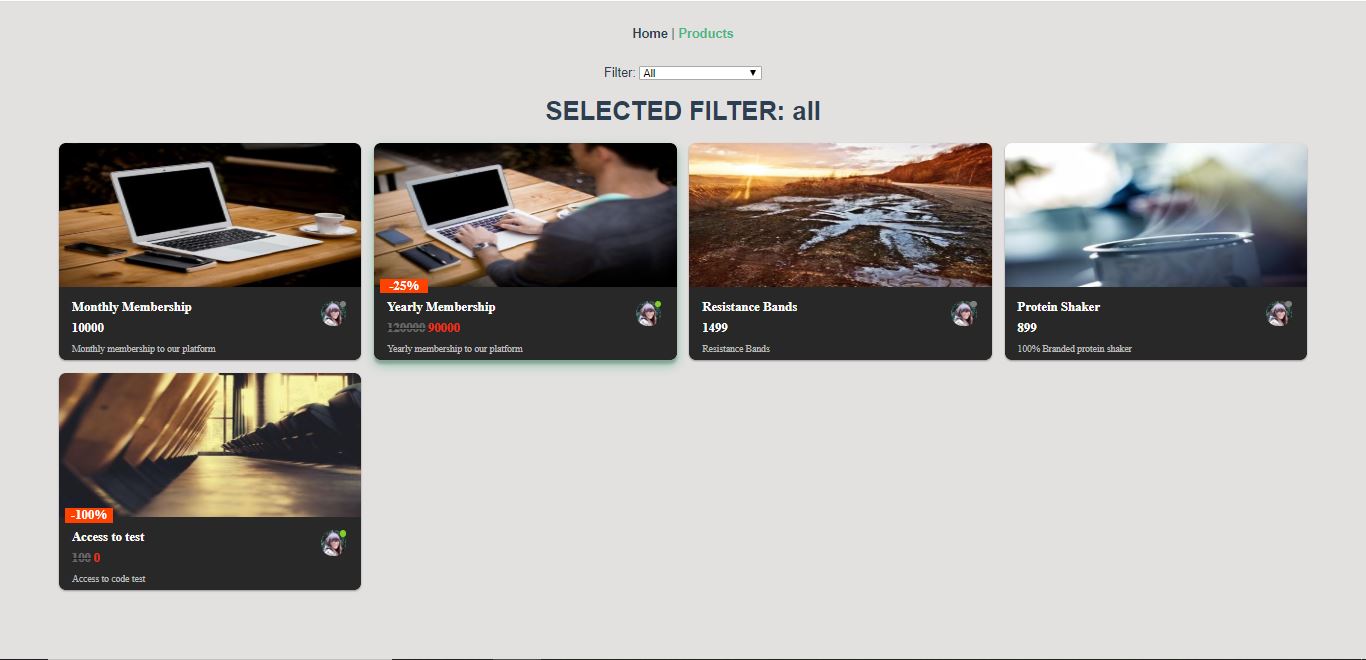 Home | Products
Filter: All
SELECTED FILTER: all
Monthly Membership
10000
Monthly membership to our platform
-25%
Yearly Membership
120000 90000
Yearly membership to our platform
Resistance Bands
1499
Resistance Bands
Protein Shaker
899
100% Branded protein shaker
-100%
Access to test
100 0
Access to code test